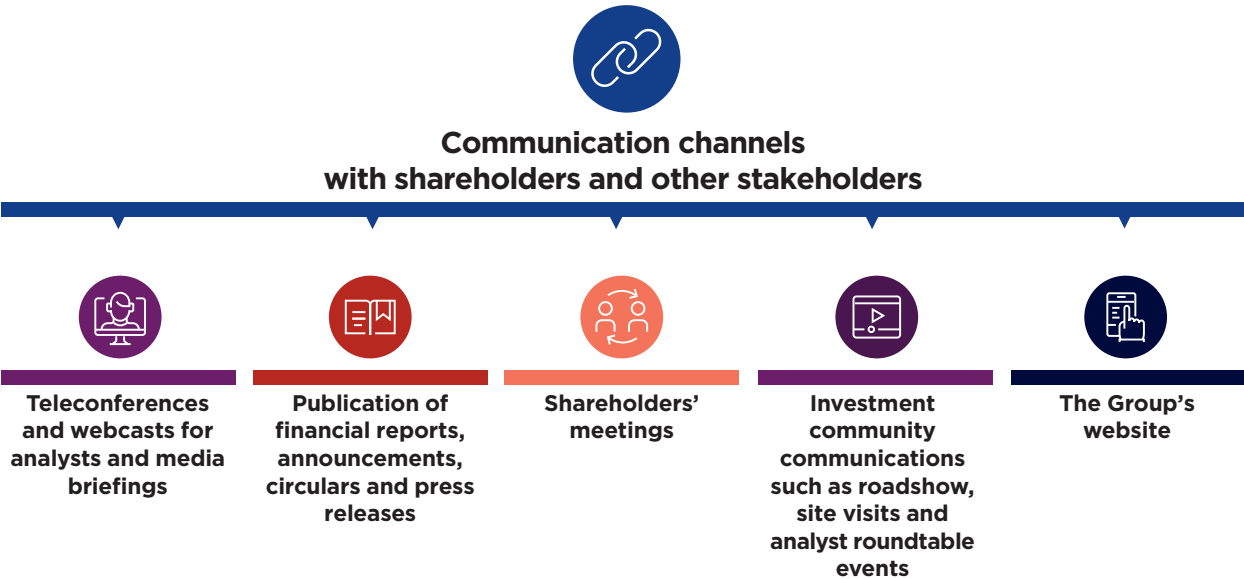 Communication channels
with shareholders and other stakeholders
Teleconferences
and webcasts for
analysts and media
briefings
Publication of
financial reports,
announcements,
circulars and press
releases
Shareholders’
meetings
Investment
community
communications
such as roadshow,
site visits and
analyst roundtable
events
The Group’s
website